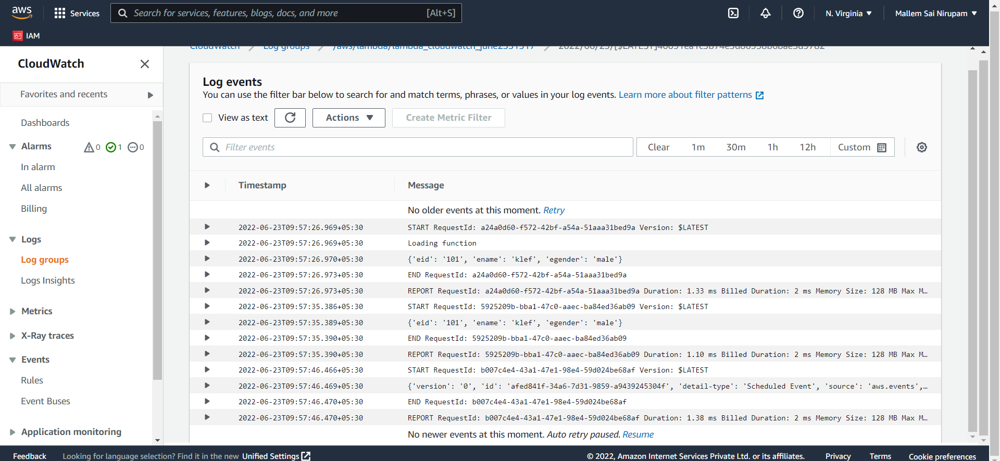 aws Services Search for services, features, blogs, docs, and more [Alt+S] N. Virginia Mallem Sai Nirupam
IAM
CloudWatch Log groups /aws/lambda/lambda_cloudwatch_june2331317
CloudWatch
Favorites and recents
Dashboards
Alarms 0 1 0
In alarm
All alarms
Billing
Logs
Log groups
Logs Insights
Metrics
X-Ray traces
Events
Rules
Event Buses
Application monitoring
Log events
You can use the filter bar below to search for and match terms, phrases, or values in your log events. Learn more about filter patterns
View as text Actions Create Metric Filter
Filter events Clear 1m 30m 1h 12h Custom
Timestamp Message
No older events at this moment. Retry
2022-06-23T09:57:26.969+05:30 START RequestId: a24a0d60-f572-42bf-a54a-51aaa31bed9a Version: $LATEST
2022-06-23T09:57:26.969+05:30 Loading function
2022-06-23T09:57:26.970+05:30 {'eid': '101', 'ename': 'klef', 'egender': 'male'}
2022-06-23T09:57:26.973+05:30 END RequestId: a24a0d60-f572-42bf-a54a-51aaa31bed9a
2022-06-23T09:57:26.973+05:30 REPORT RequestId: a24a0d60-f572-42bf-a54a-51aaa31bed9a Duration: 1.33 ms Billed Duration: 2 ms Memory Size: 128 MB Max M…
2022-06-23T09:57:35.386+05:30 START RequestId: 5925209b-bba1-47c0-aaec-ba84ed36ab09 Version: $LATEST
2022-06-23T09:57:35.389+05:30 {'eid': '101', 'ename': 'klef', 'egender': 'male'}
2022-06-23T09:57:35.390+05:30 END RequestId: 5925209b-bba1-47c0-aaec-ba84ed36ab09
2022-06-23T09:57:35.390+05:30 REPORT RequestId: 5925209b-bba1-47c0-aaec-ba84ed36ab09 Duration: 1.10 ms Billed Duration: 2 ms Memory Size: 128 MB Max M…
2022-06-23T09:57:46.466+05:30 START RequestId: b007c4e4-43a1-47e1-98e4-59d024be68af Version: $LATEST
2022-06-23T09:57:46.469+05:30 {'version': '0', 'id': 'afed841f-34a6-7d31-9859-a9439245304f', 'detail-type': 'Scheduled Event', 'source': 'aws.events',…
2022-06-23T09:57:46.470+05:30 END RequestId: b007c4e4-43a1-47e1-98e4-59d024be68af
2022-06-23T09:57:46.470+05:30 REPORT RequestId: b007c4e4-43a1-47e1-98e4-59d024be68af Duration: 1.38 ms Billed Duration: 2 ms Memory Size: 128 MB Max M…
No newer events at this moment. Auto retry paused. Resume
Feedback Looking for language selection? Find it in the new Unified Settings © 2022, Amazon Internet Services Private Ltd. or its affiliates. Privacy Terms Cookie preferences